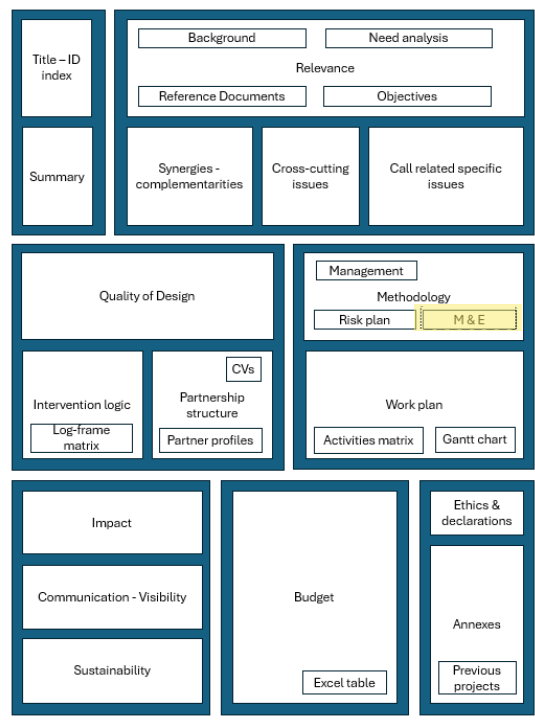 Title – ID
index
Summary
Background
Need analysis
Relevance
Reference Documents
Objectives
Synergies -
complementarities
Cross-cutting
issues
Call related specific
issues
Quality of Design
Intervention logic
Log-frame
matrix
CVs
Partnership
structure
Partner profiles
Management
Methodology
Risk plan
M & E
Work plan
Activities matrix
Gantt chart
Impact
Communication - Visibility
Sustainability
Budget
Excel table
Ethics &
declarations
Annexes
Previous
projects